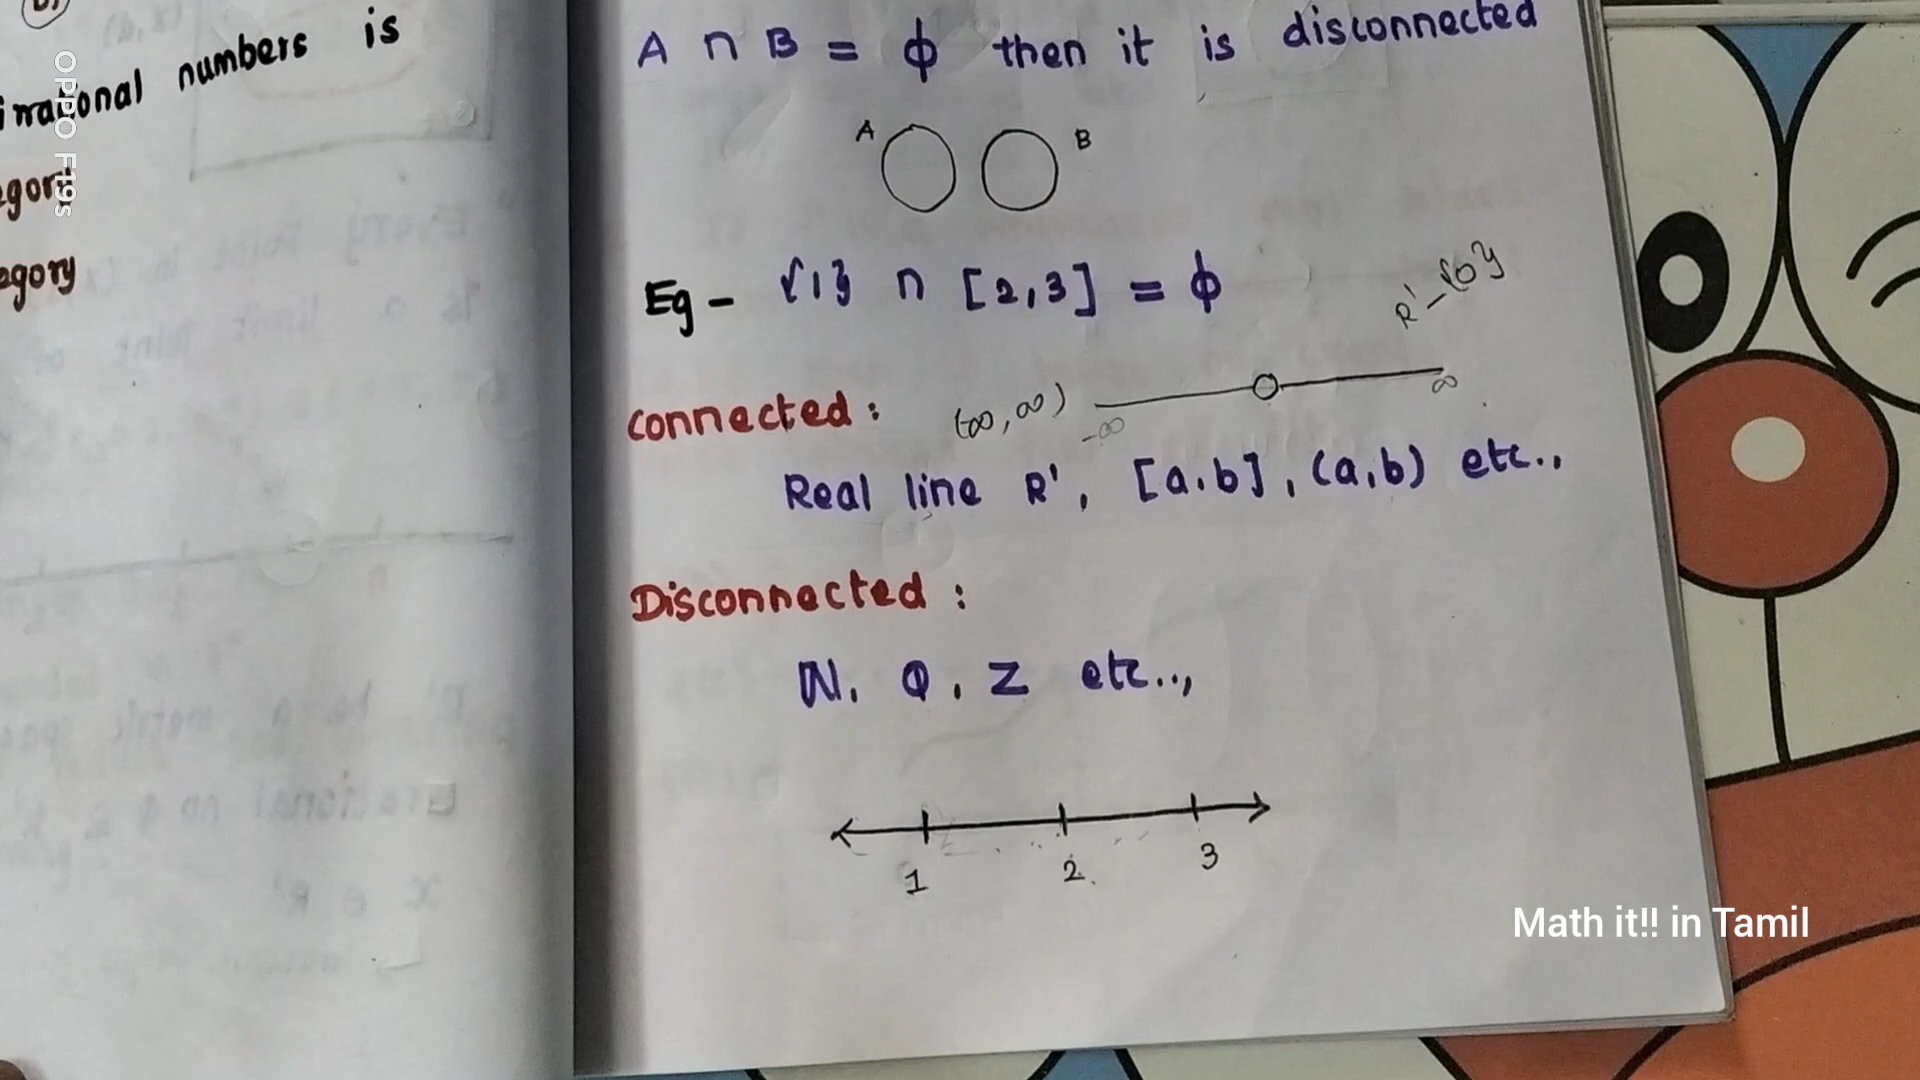 is
irrational numbers
egory
egory
A ∩ B = ϕ then it is disconnected
A B
Eg - {1} ∩ [2,3] = ϕ
R' - {0}
connected : (-∞, ∞) -∞ ∞
Real line R', [a,b], (a,b) etc..,
Disconnected :
N, Q, Z etc..,
1 2 3
Math it!! in Tamil
OPPO F19s